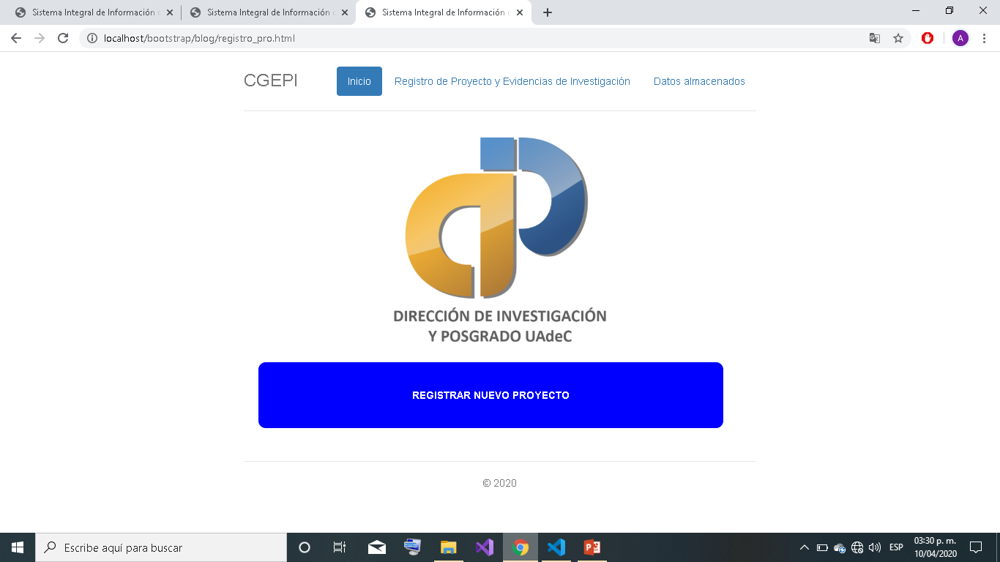 Sistema Integral de Información
Sistema Integral de Información
Sistema Integral de Información
localhost/bootstrap/blog/registro_pro.html
A
CGEPI
Inicio
Registro de Proyecto y Evidencias de Investigación
Datos almacenados
DIRECCIÓN DE INVESTIGACIÓN
Y POSGRADO UAdeC
REGISTRAR NUEVO PROYECTO
© 2020
Escribe aquí para buscar
ESP
03:30 p. m.
10/04/2020